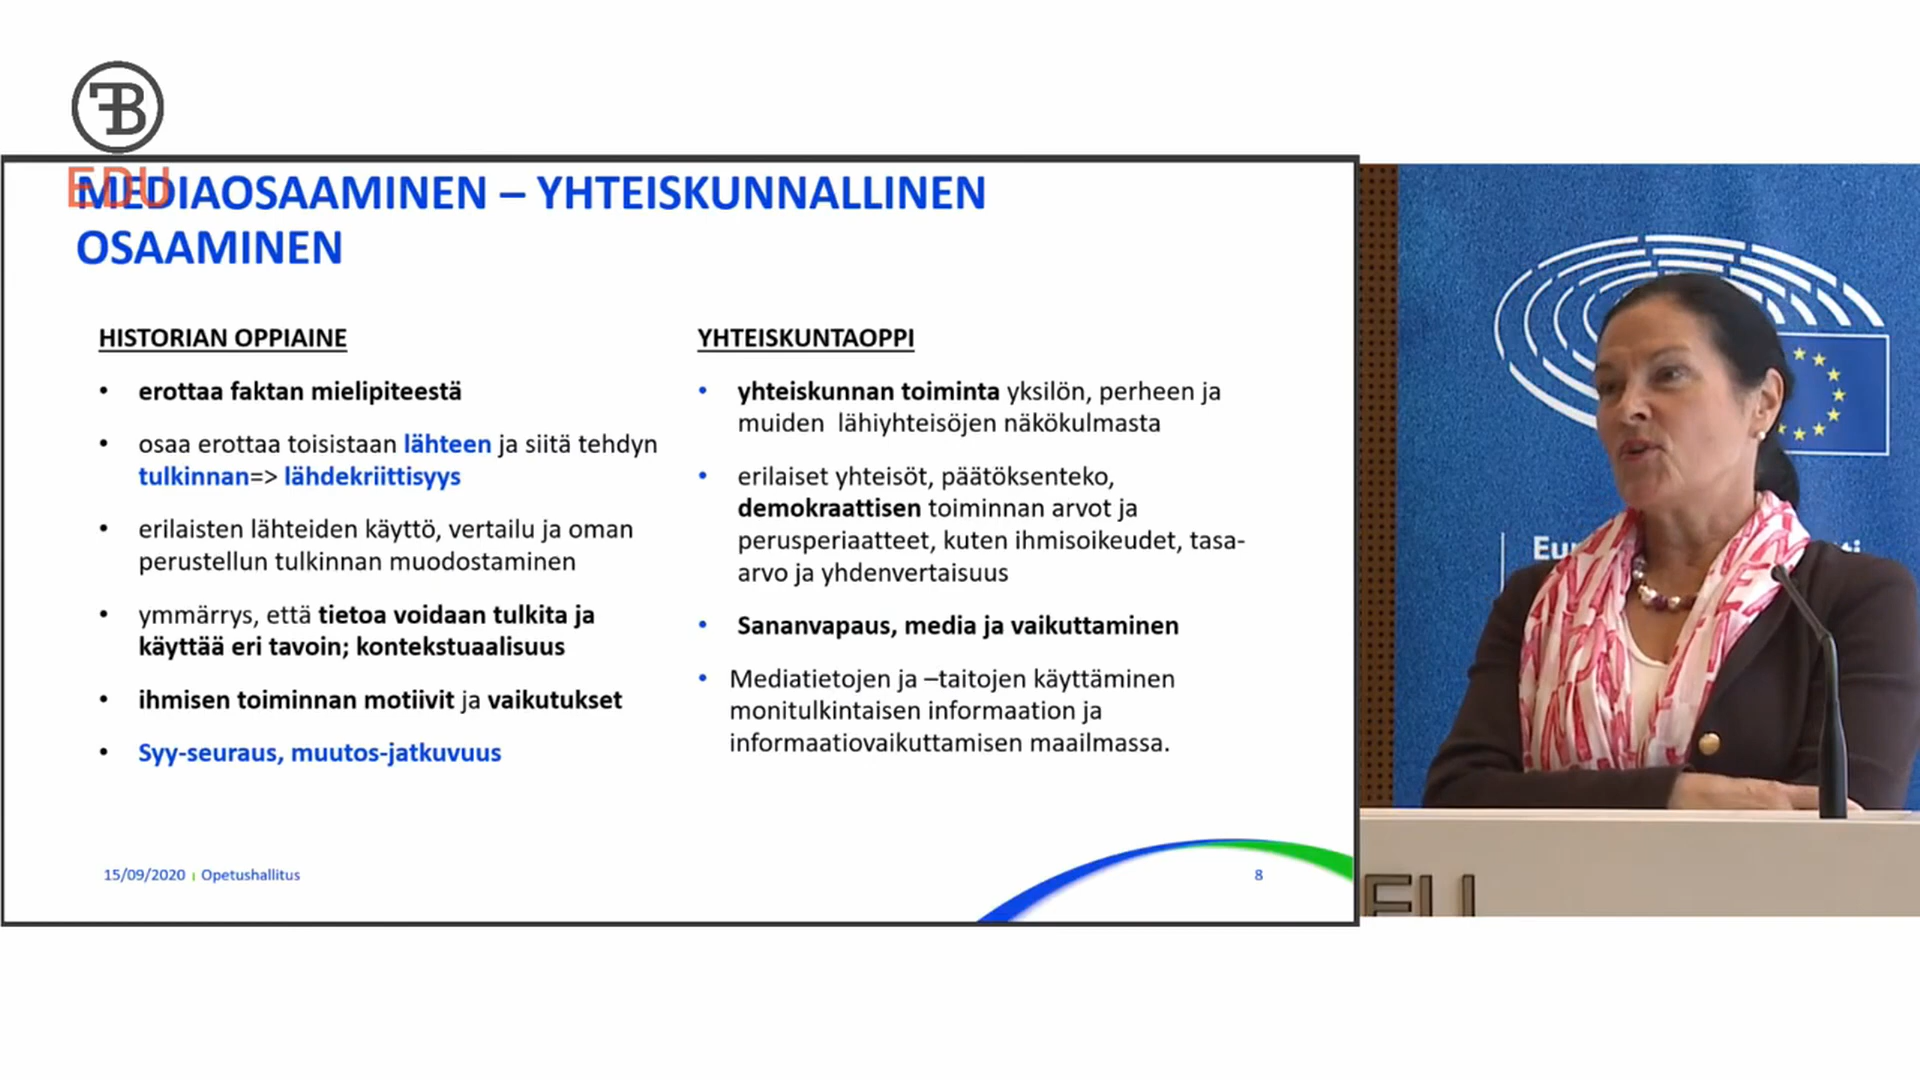 FB
EDU
MEDIAOSAAMINEN – YHTEISKUNNALLINEN
OSAAMINEN
HISTORIAN OPPIAINE
• erottaa faktan mielipiteestä
• osaa erottaa toisistaan lähteen ja siitä tehdyn
tulkinnan=> lähdekriittisyys
• erilaisten lähteiden käyttö, vertailu ja oman
perustellun tulkinnan muodostaminen
• ymmärrys, että tietoa voidaan tulkita ja
käyttää eri tavoin; kontekstuaalisuus
• ihmisen toiminnan motiivit ja vaikutukset
• Syy-seuraus, muutos-jatkuvuus
YHTEISKUNTAOPPI
• yhteiskunnan toiminta yksilön, perheen ja
muiden lähiyhteisöjen näkökulmasta
• erilaiset yhteisöt, päätöksenteko,
demokraattisen toiminnan arvot ja
perusperiaatteet, kuten ihmisoikeudet, tasa-
arvo ja yhdenvertaisuus
• Sananvapaus, media ja vaikuttaminen
• Mediatietojen ja –taitojen käyttäminen
monitulkintaisen informaation ja
informaatiovaikuttamisen maailmassa.
15/09/2020 | Opetushallitus
8